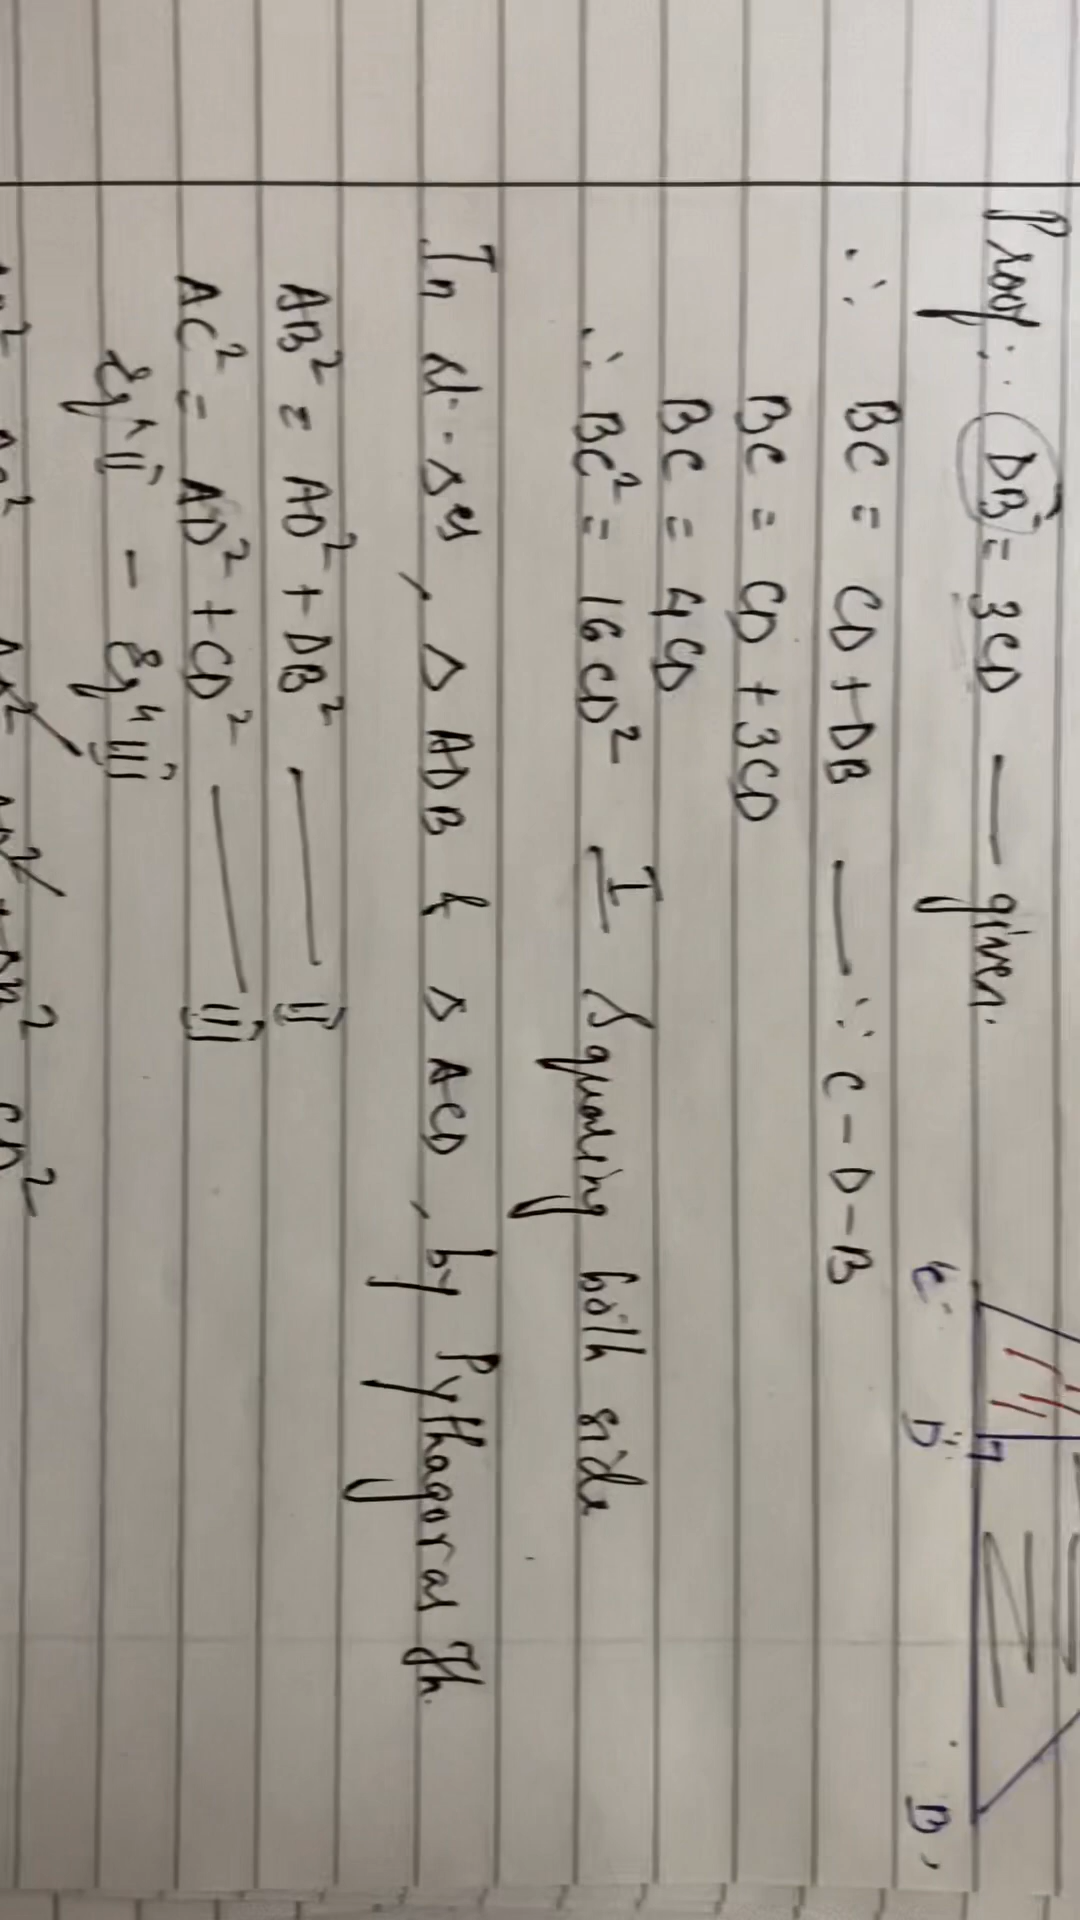 Proof: DB = 3CD — given.
∴ BC = CD + DB — ∵ C - D - B
BC = CD + 3CD
BC = 4CD
∴ BC² = 16CD² I Squaring both side
In rt. Δs, Δ ADB & Δ ACD, by Pythagoras Th.
AB² = AD² + DB² — II
AC² = AD² + CD² — III
Eqⁿ II - Eqⁿ III
C D B